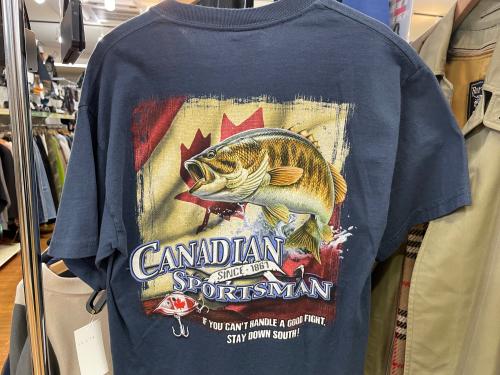 CANADIAN
SINCE - 1867
SPORTSMAN
IF YOU CAN'T HANDLE A GOOD FIGHT,
STAY DOWN SOUTH!